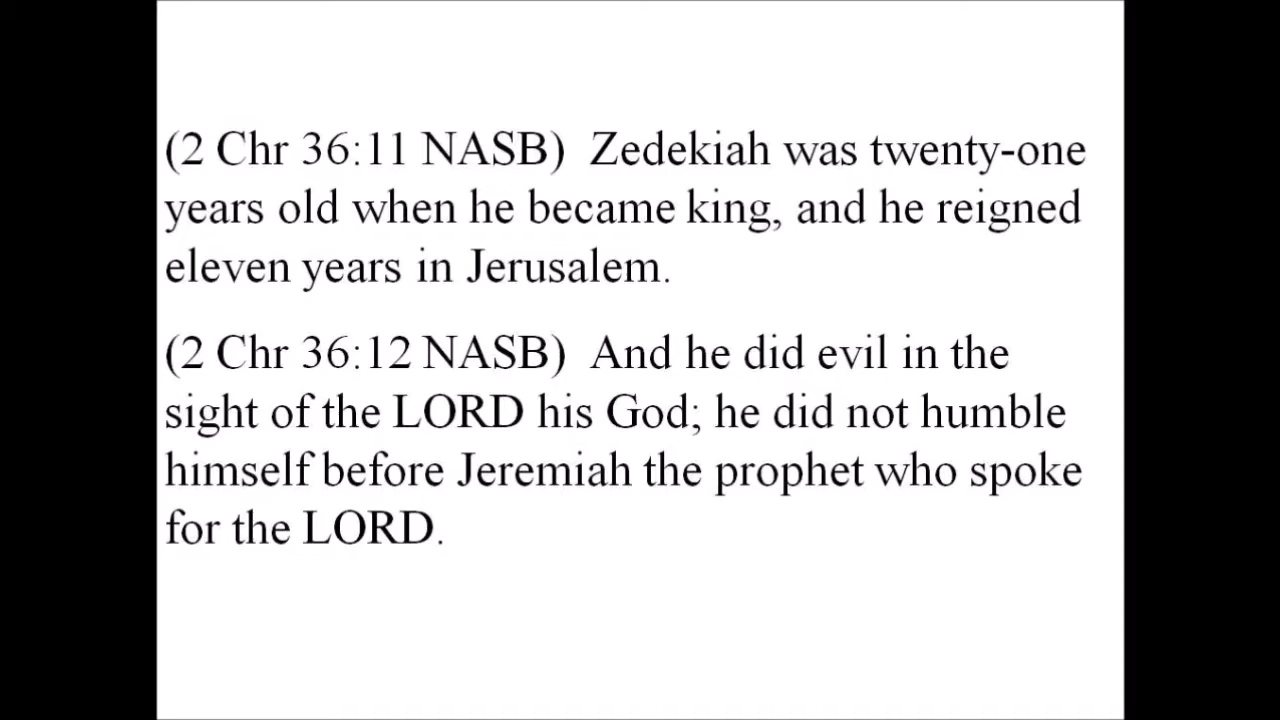 (2 Chr 36:11 NASB)  Zedekiah was twenty-one
years old when he became king, and he reigned
eleven years in Jerusalem.
(2 Chr 36:12 NASB)  And he did evil in the
sight of the LORD his God; he did not humble
himself before Jeremiah the prophet who spoke
for the LORD.